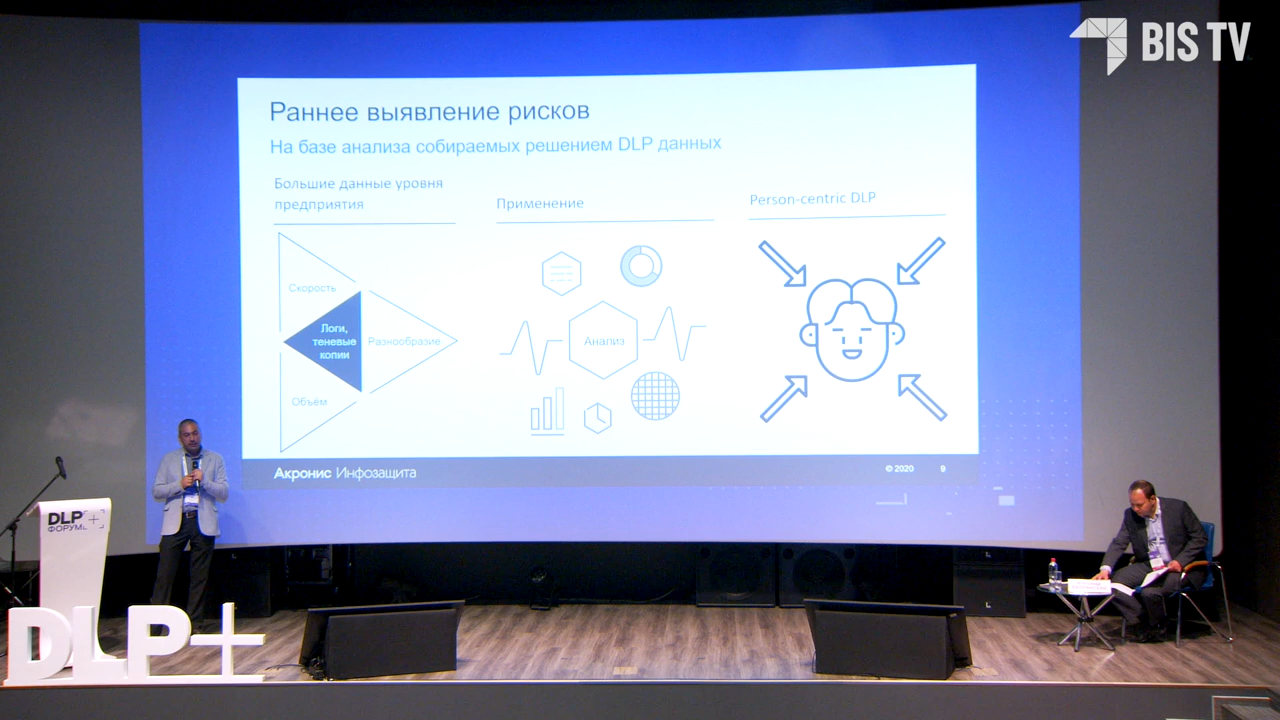 BIS TV
Раннее выявление рисков
На базе анализа собираемых решением DLP данных
Большие данные уровня
предприятия
Применение
Person-centric DLP
Скорость
Логи,
теневые
копии
Разнообразие
Объём
Анализ
Акронис Инфозащита
© 2020
9
DLP+
ФОРУМ
DLP+